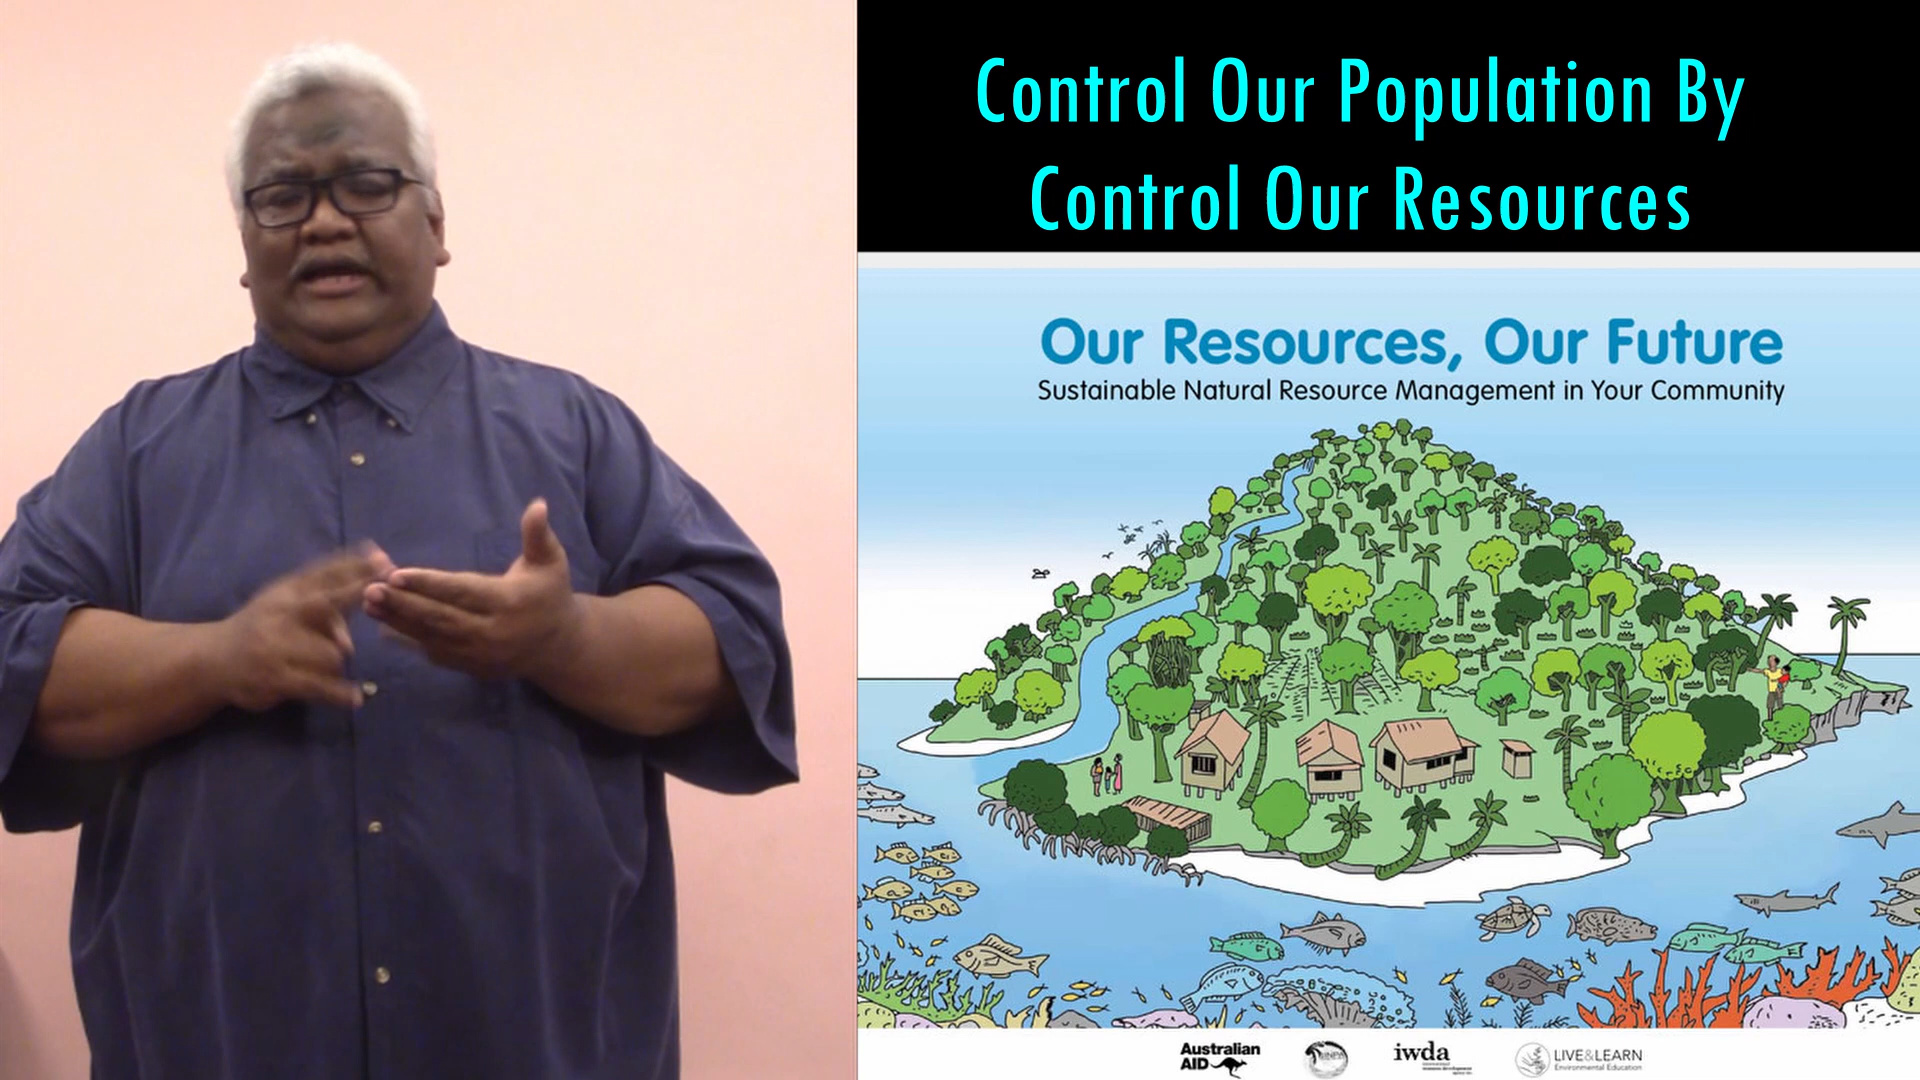 Control Our Population By
Control Our Resources
Our Resources, Our Future
Sustainable Natural Resource Management in Your Community
Australian
AID
iwda
LIVE&LEARN
Environmental Education